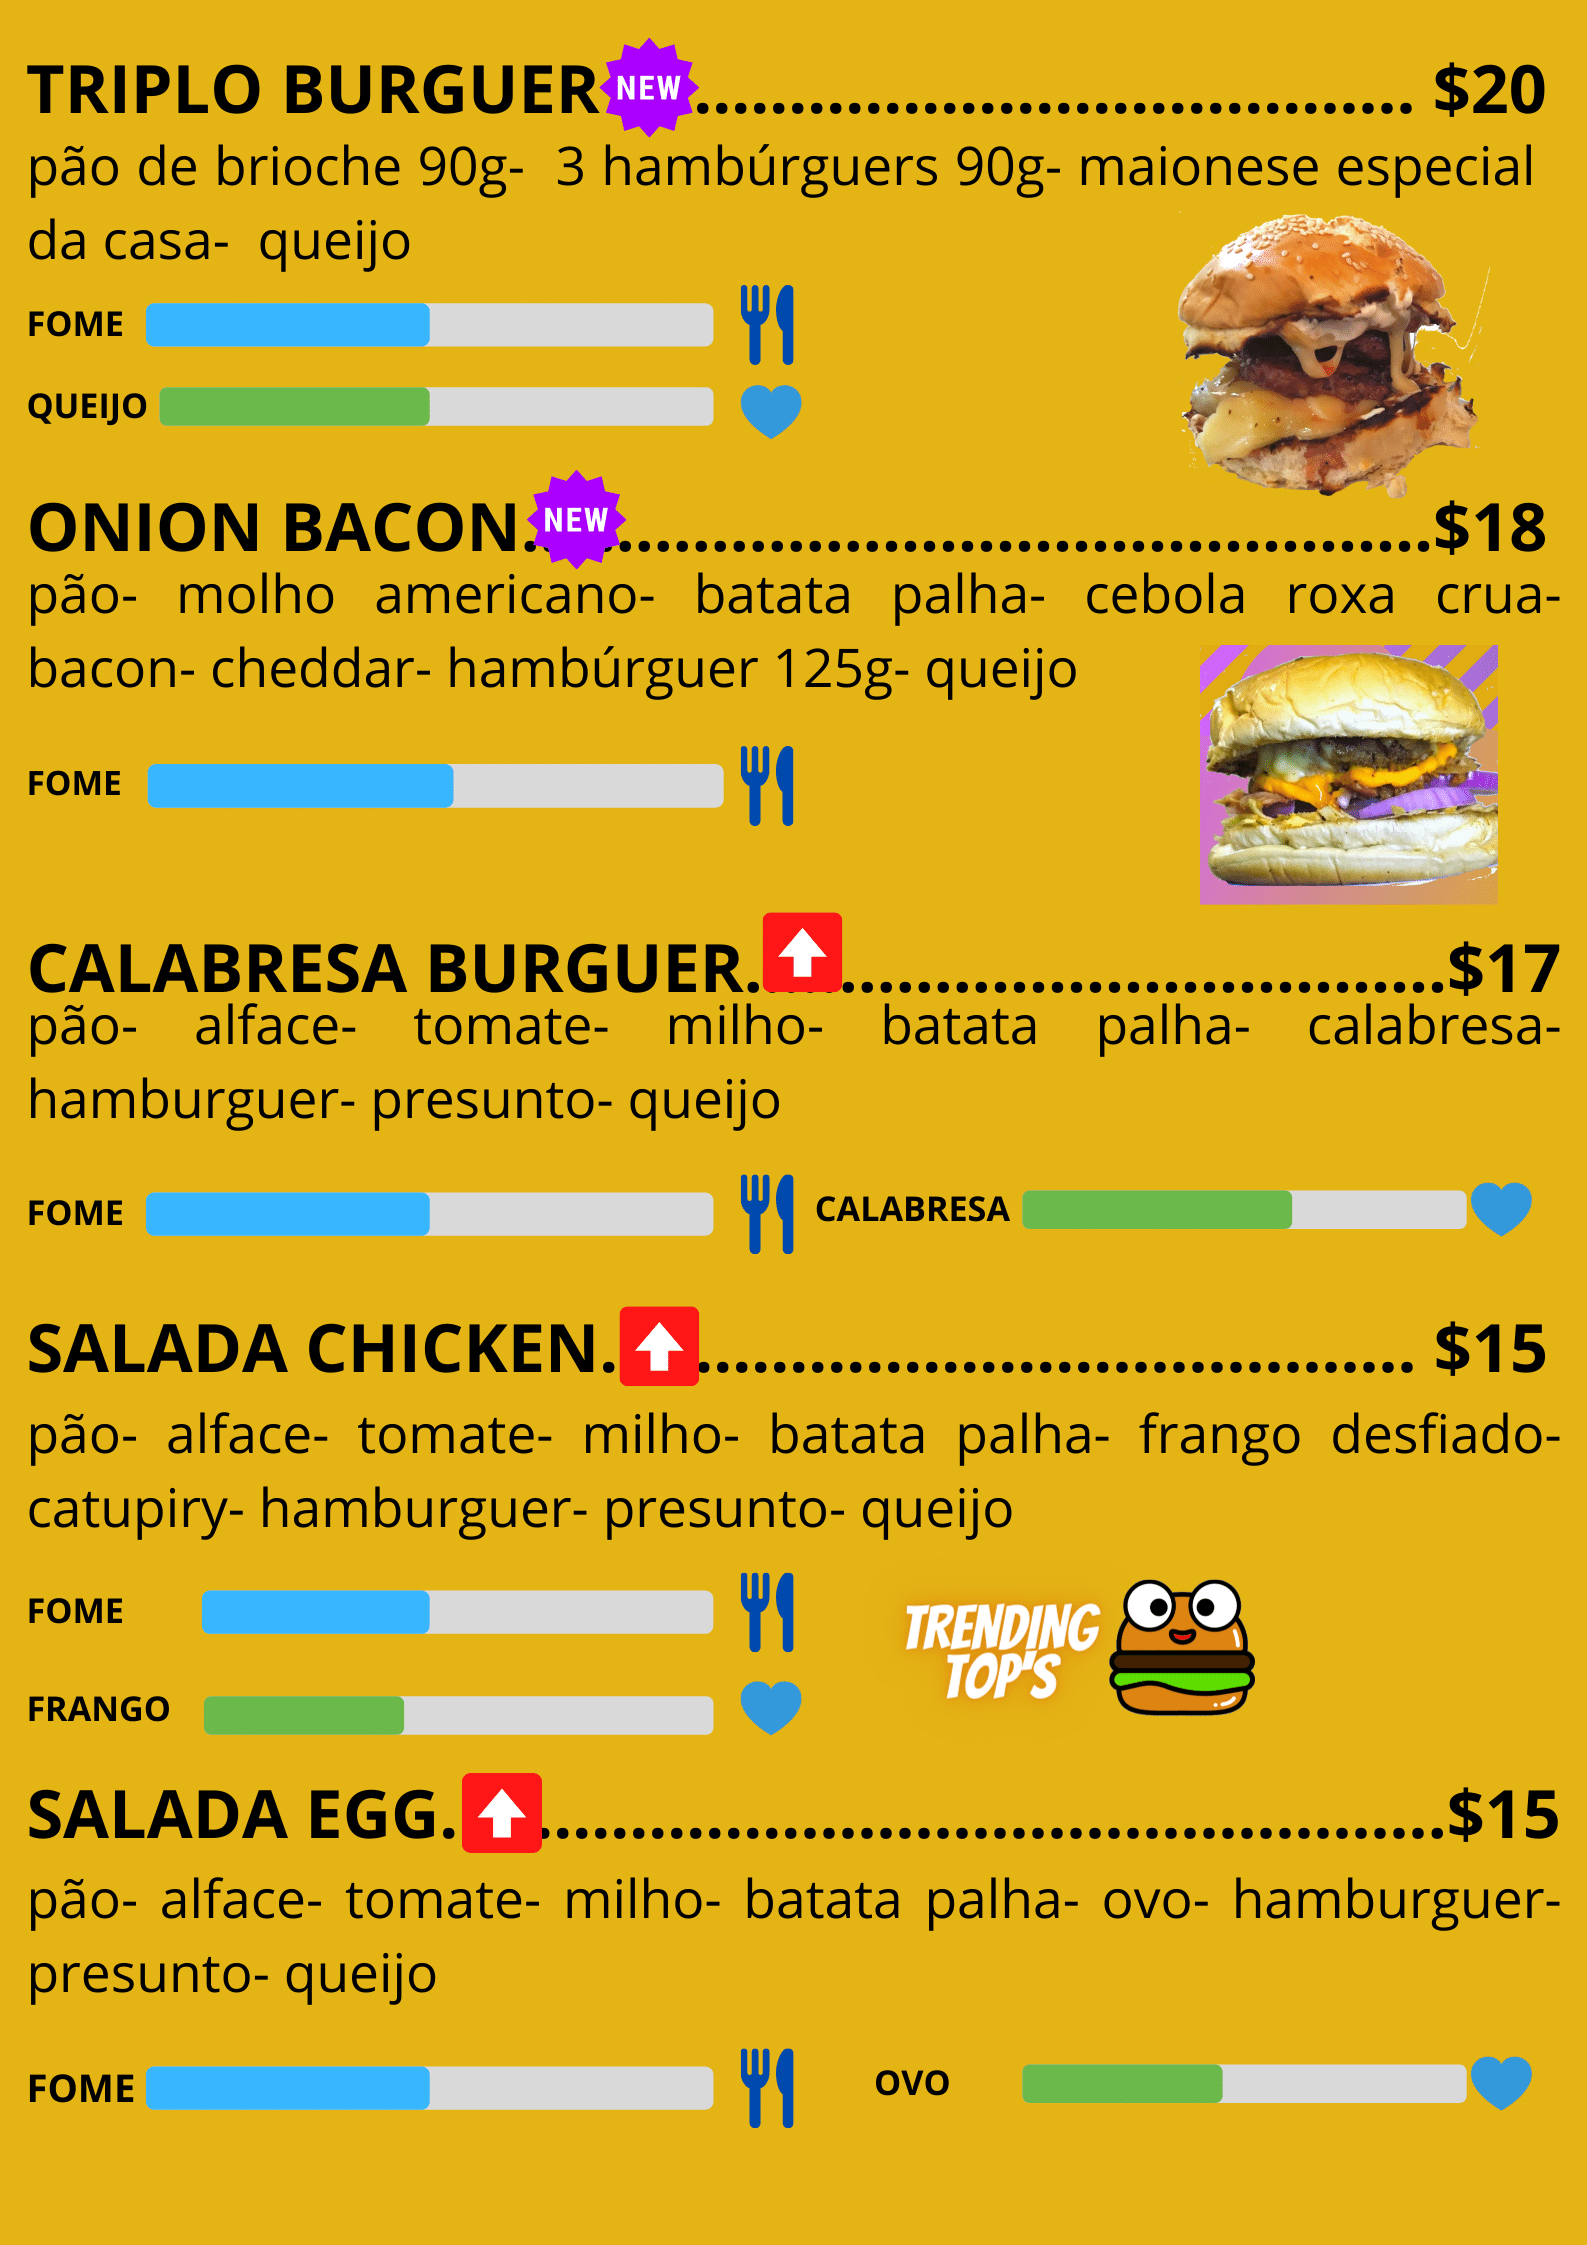 TRIPLO BURGUER NEW...................................... $20
pão de brioche 90g- 3 hambúrguers 90g- maionese especial
da casa- queijo
FOME
QUEIJO
ONION BACON. NEW...........................................$18
pão- molho americano- batata palha- cebola roxa crua-
bacon- cheddar- hambúrguer 125g- queijo
FOME
CALABRESA BURGUER.....................................$17
pão- alface- tomate- milho- batata palha- calabresa-
hamburguer- presunto- queijo
FOME
CALABRESA
SALADA CHICKEN........................................... $15
pão- alface- tomate- milho- batata palha- frango desfiado-
catupiry- hamburguer- presunto- queijo
FOME
TRENDING
TOP'S
FRANGO
SALADA EGG.....................................................$15
pão- alface- tomate- milho- batata palha- ovo- hamburguer-
presunto- queijo
FOME
OVO